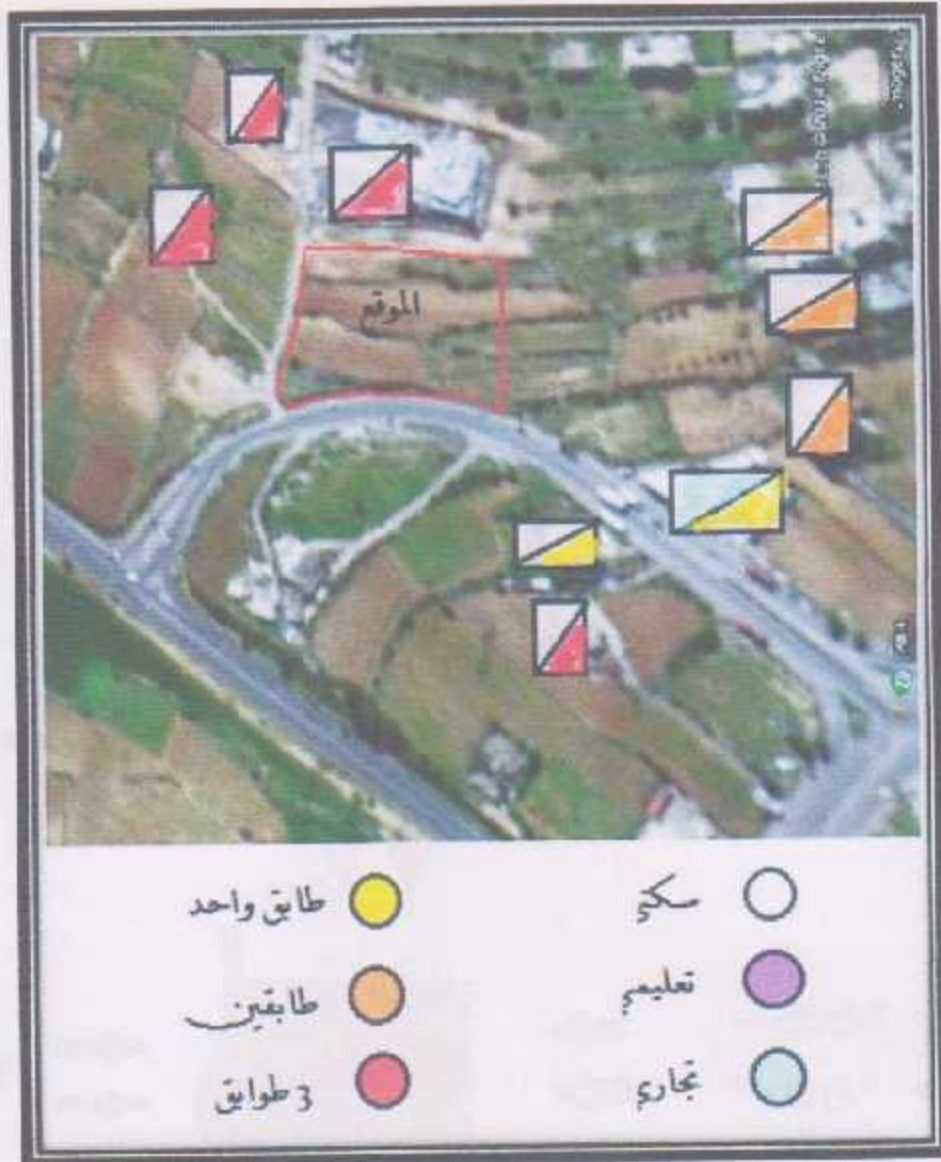 الموقع
سكني
طابق واحد
تعليمي
طابقين
تجاري
3 طوابق